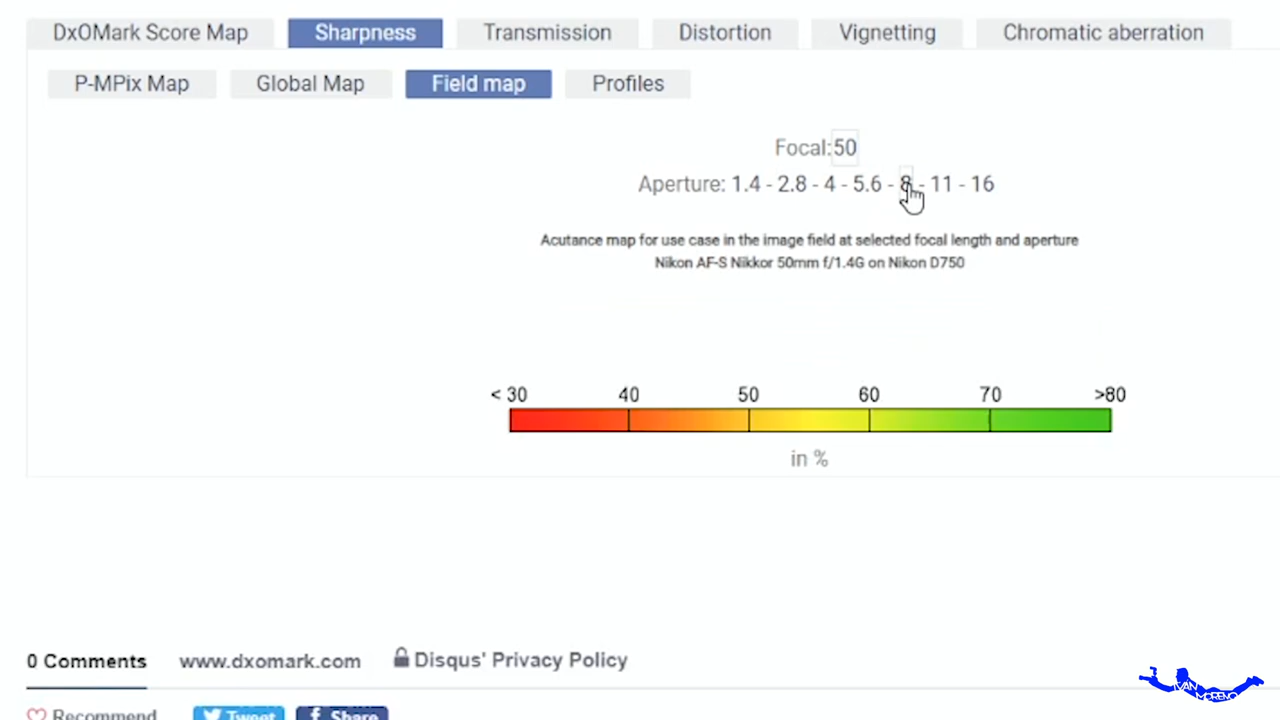 DxOMark Score Map Sharpness Transmission Distortion Vignetting Chromatic aberration
P-MPix Map Global Map Field map Profiles
Focal:50
Aperture: 1.4 - 2.8 - 4 - 5.6 - 8 - 11 - 16
Acutance map for use case in the image field at selected focal length and aperture
Nikon AF-S Nikkor 50mm f/1.4G on Nikon D750
< 30 40 50 60 70 >80
in %
0 Comments www.dxomark.com Disqus' Privacy Policy
Recommend Tweet Share
IVAN
MORENO